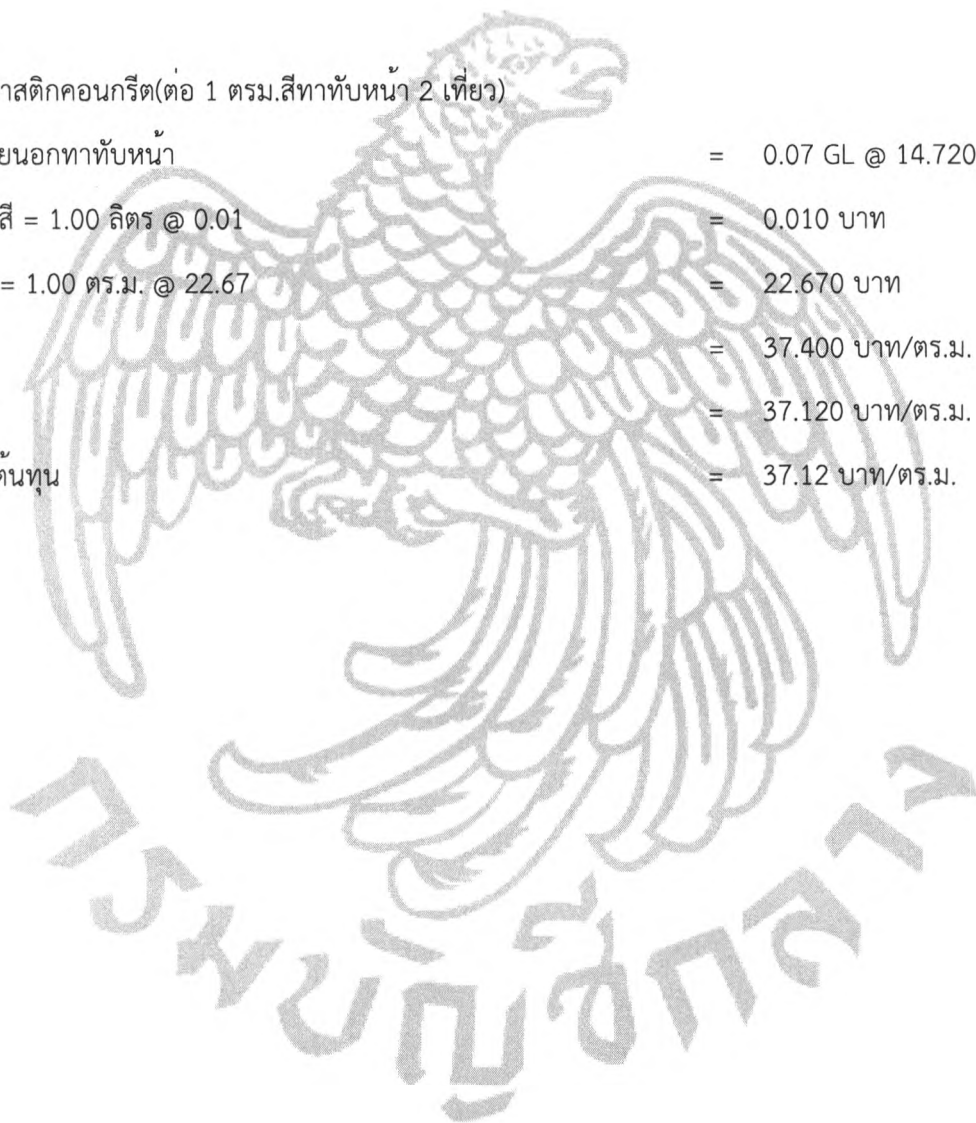 าสติกคอนกรีต(ต่อ 1 ตรม.สีทาทับหน้า 2 เที่ยว)
ยนอกทาทับหน้า = 0.07 GL @ 14.720
สี = 1.00 ลิตร @ 0.01 = 0.010 บาท
= 1.00 ตร.ม. @ 22.67 = 22.670 บาท
= 37.400 บาท/ตร.ม.
= 37.120 บาท/ตร.ม.
ต้นทุน = 37.12 บาท/ตร.ม.
กรมบัญชีกลาง